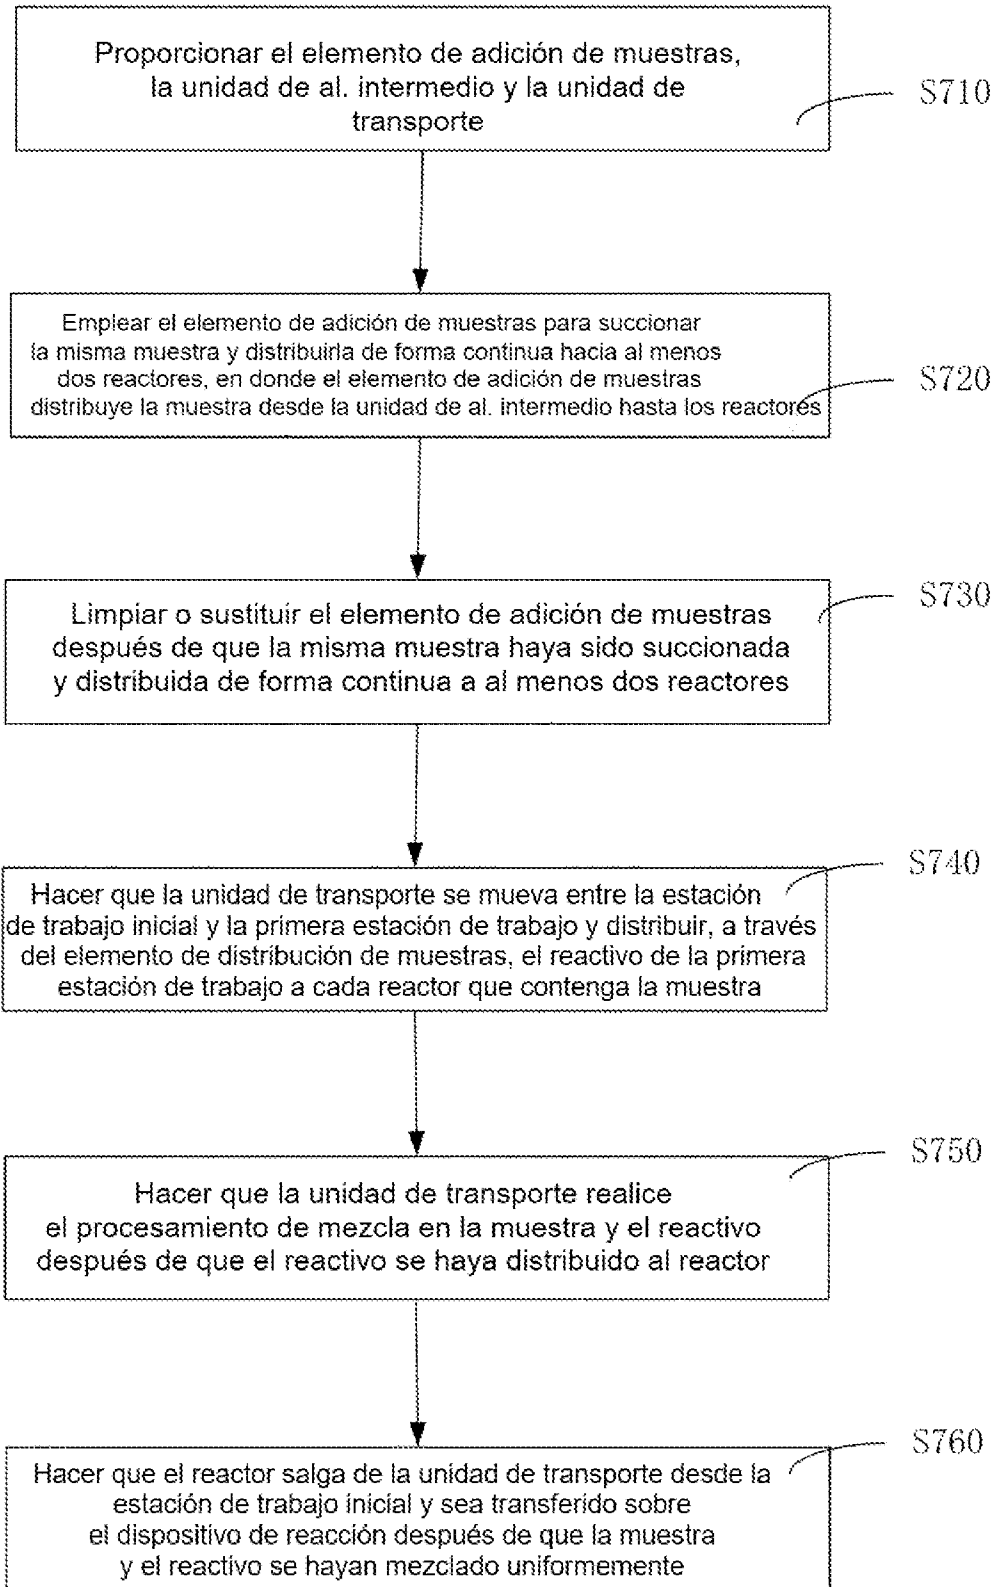 Proporcionar el elemento de adición de muestras,
la unidad de al. intermedio y la unidad de
transporte
S710
Emplear el elemento de adición de muestras para succionar
la misma muestra y distribuirla de forma continua hacia al menos
dos reactores, en donde el elemento de adición de muestras
distribuye la muestra desde la unidad de al. intermedio hasta los reactores
S720
Limpiar o sustituir el elemento de adición de muestras
después de que la misma muestra haya sido succionada
y distribuida de forma continua a al menos dos reactores
S730
Hacer que la unidad de transporte se mueva entre la estación
de trabajo inicial y la primera estación de trabajo y distribuir, a través
del elemento de distribución de muestras, el reactivo de la primera
estación de trabajo a cada reactor que contenga la muestra
S740
Hacer que la unidad de transporte realice
el procesamiento de mezcla en la muestra y el reactivo
después de que el reactivo se haya distribuido al reactor
S750
Hacer que el reactor salga de la unidad de transporte desde la
estación de trabajo inicial y sea transferido sobre
el dispositivo de reacción después de que la muestra
y el reactivo se hayan mezclado uniformemente
S760